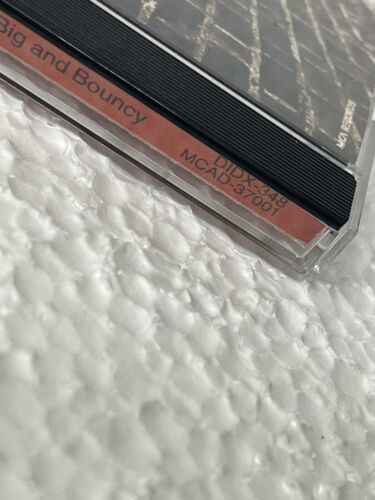 Big and Bouncy
DIDX-348
MCAD-37001
MCA RECORDS